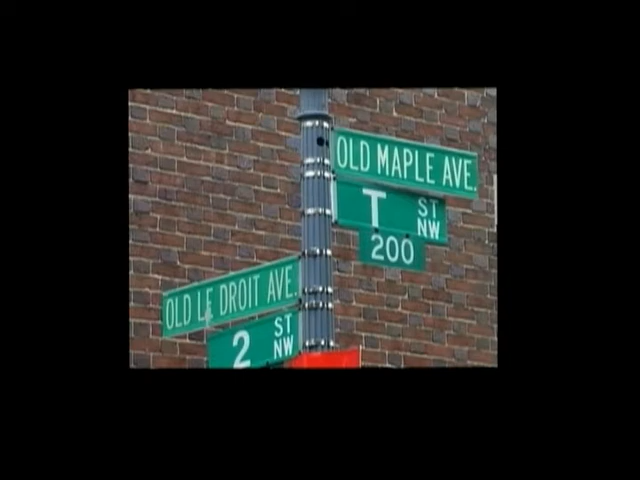 OLD MAPLE AVE.
T ST NW
200
OLD LE DROIT AVE.
2 ST NW